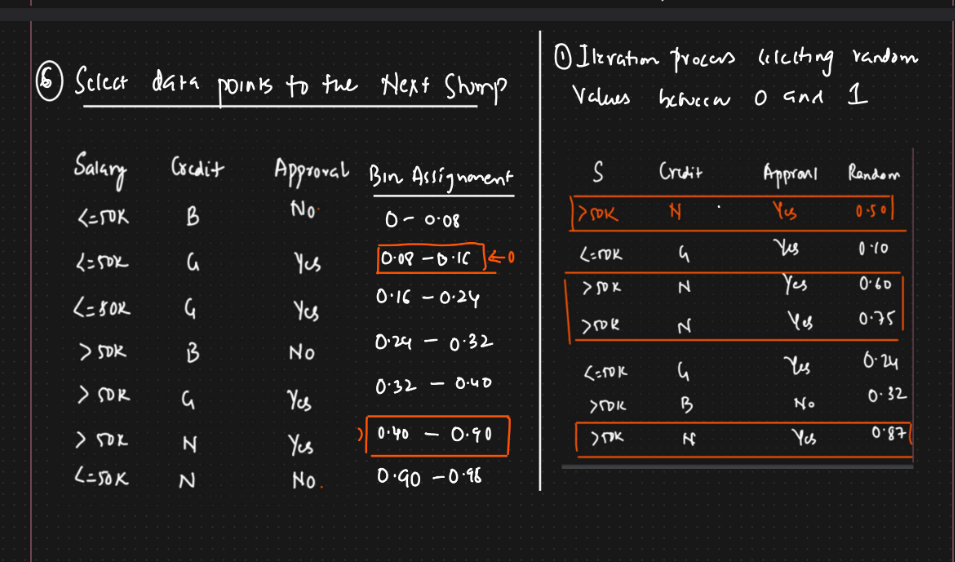 ⑥ Select data points to the Next Stump
Salary Credit Approval Bin Assignment
<=50K B No. 0 - 0.08
<=50K G Yes 0.08 - 0.16 ←0
<=50K G Yes 0.16 - 0.24
>50K B No 0.24 - 0.32
>50K G Yes 0.32 - 0.40
>50K N Yes 0.40 - 0.90
<=50K N No. 0.90 - 0.98
① Iteration process selecting random
Values between 0 and 1
S Credit Approval Random
>50K N Yes 0.50
<=50K G Yes 0.10
>50K N Yes 0.60
>50K N Yes 0.75
<=50K G Yes 0.24
>50K B No 0.32
>50K N Yes 0.87